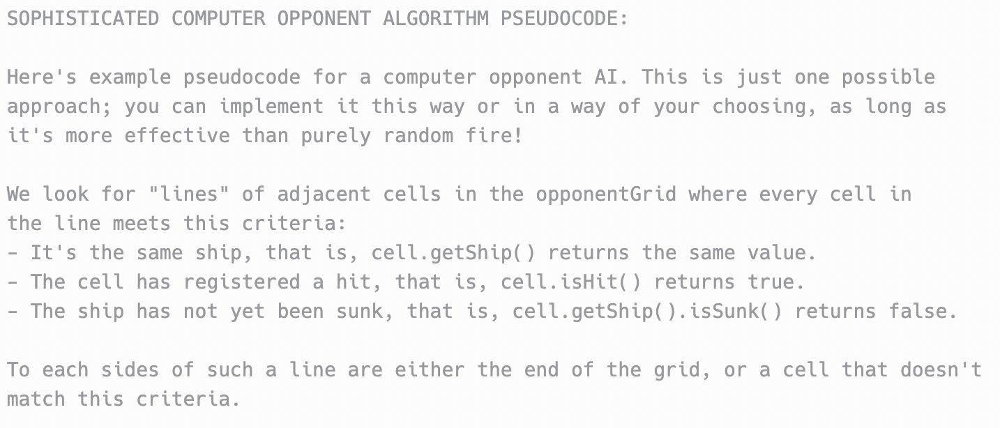 SOPHISTICATED COMPUTER OPPONENT ALGORITHM PSEUDOCODE:
Here's example pseudocode for a computer opponent AI. This is just one possible
approach; you can implement it this way or in a way of your choosing, as long as
it's more effective than purely random fire!
We look for "lines" of adjacent cells in the opponentGrid where every cell in
the line meets this criteria:
- It's the same ship, that is, cell.getShip() returns the same value.
- The cell has registered a hit, that is, cell.isHit() returns true.
- The ship has not yet been sunk, that is, cell.getShip().isSunk() returns false.
To each sides of such a line are either the end of the grid, or a cell that doesn't
match this criteria.